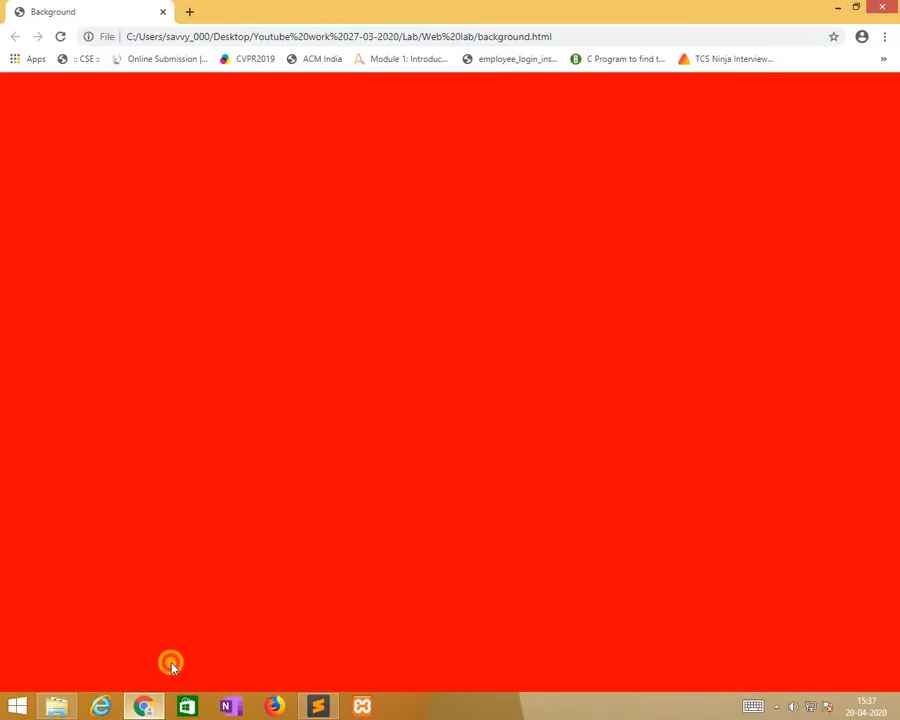 Background
File C:/Users/savvy_000/Desktop/Youtube%20work%2027-03-2020/Lab/Web%20lab/background.html
Apps :: CSE :: Online Submission |... CVPR2019 ACM India Module 1: Introduc... employee_login_ins... C Program to find t... TCS Ninja Interview...
15:37
20-04-2020